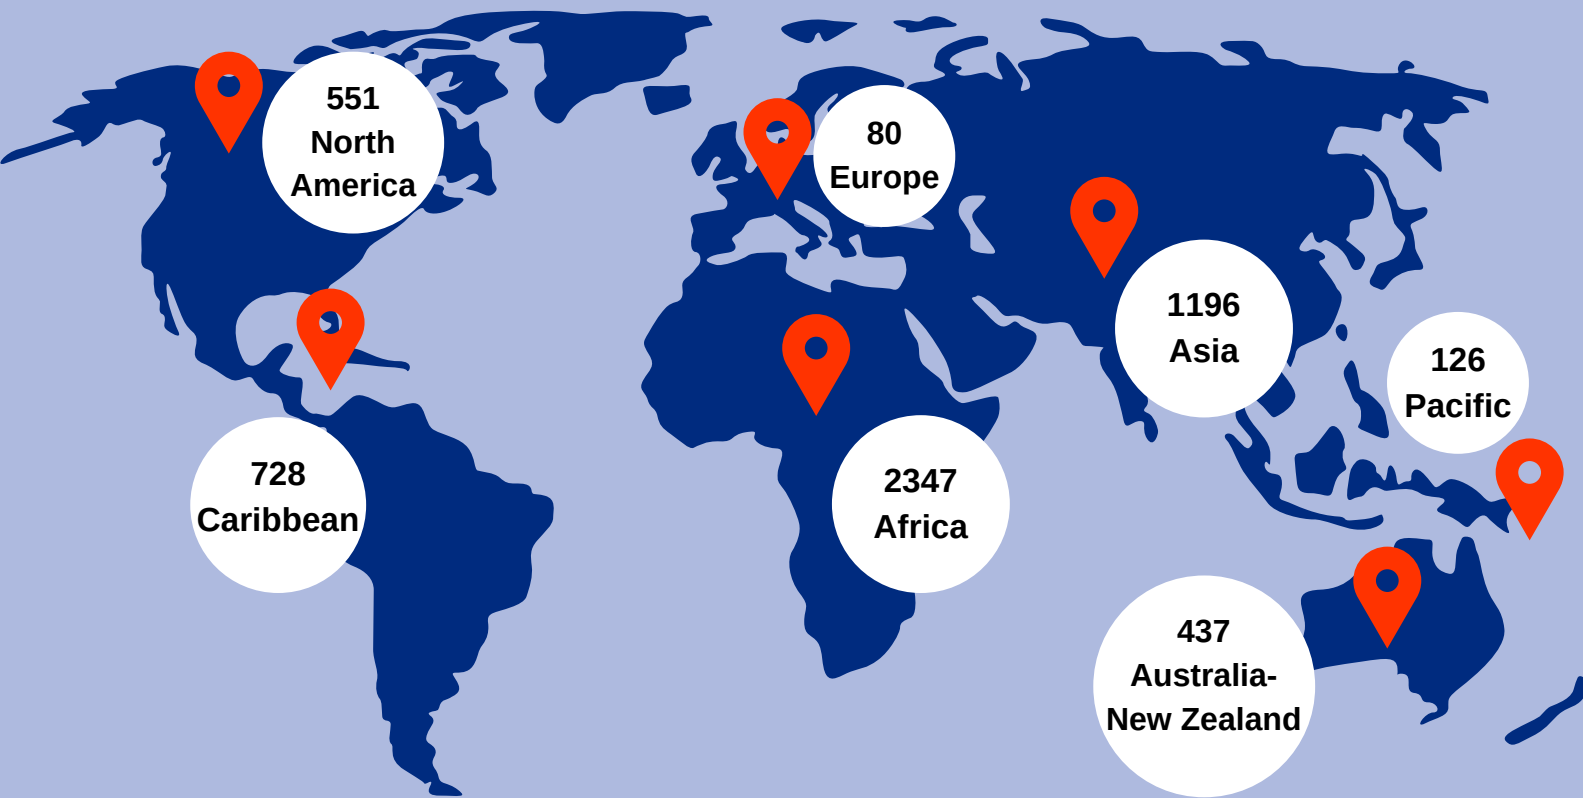 551
North
America
80
Europe
1196
Asia
126
Pacific
728
Caribbean
2347
Africa
437
Australia-
New Zealand